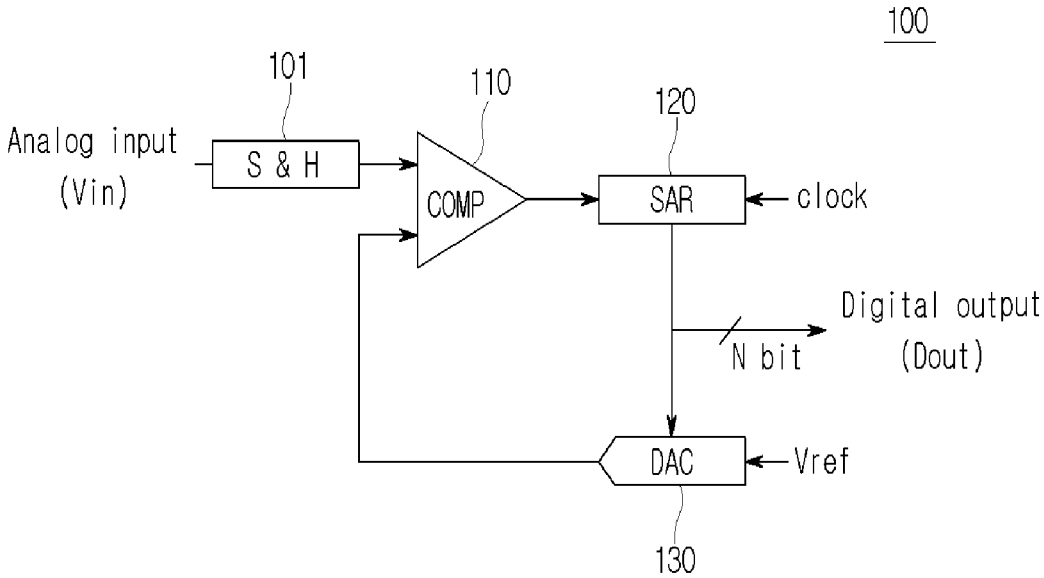 100
101
110
120
Analog input
(Vin)
S & H
COMP
SAR
clock
Digital output
(Dout)
N bit
DAC
Vref
130